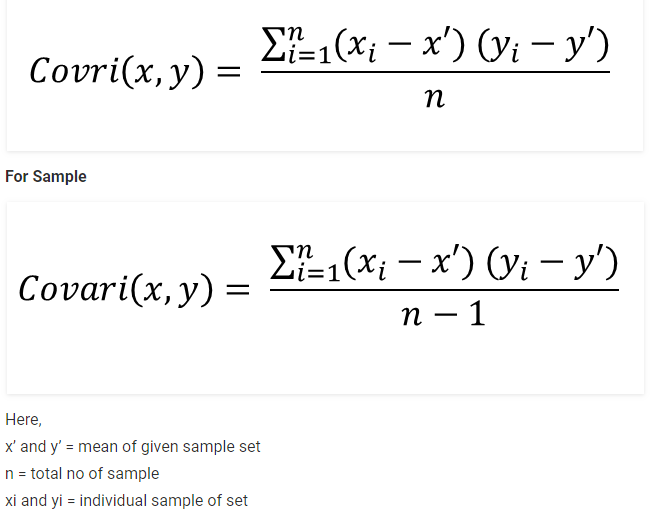 Covri(x, y) = \frac{\sum_{i=1}^{n}(x_i - x')(y_i - y')}{n}
For Sample
Covari(x, y) = \frac{\sum_{i=1}^{n}(x_i - x')(y_i - y')}{n - 1}
Here,
x’ and y’ = mean of given sample set
n = total no of sample
xi and yi = individual sample of set